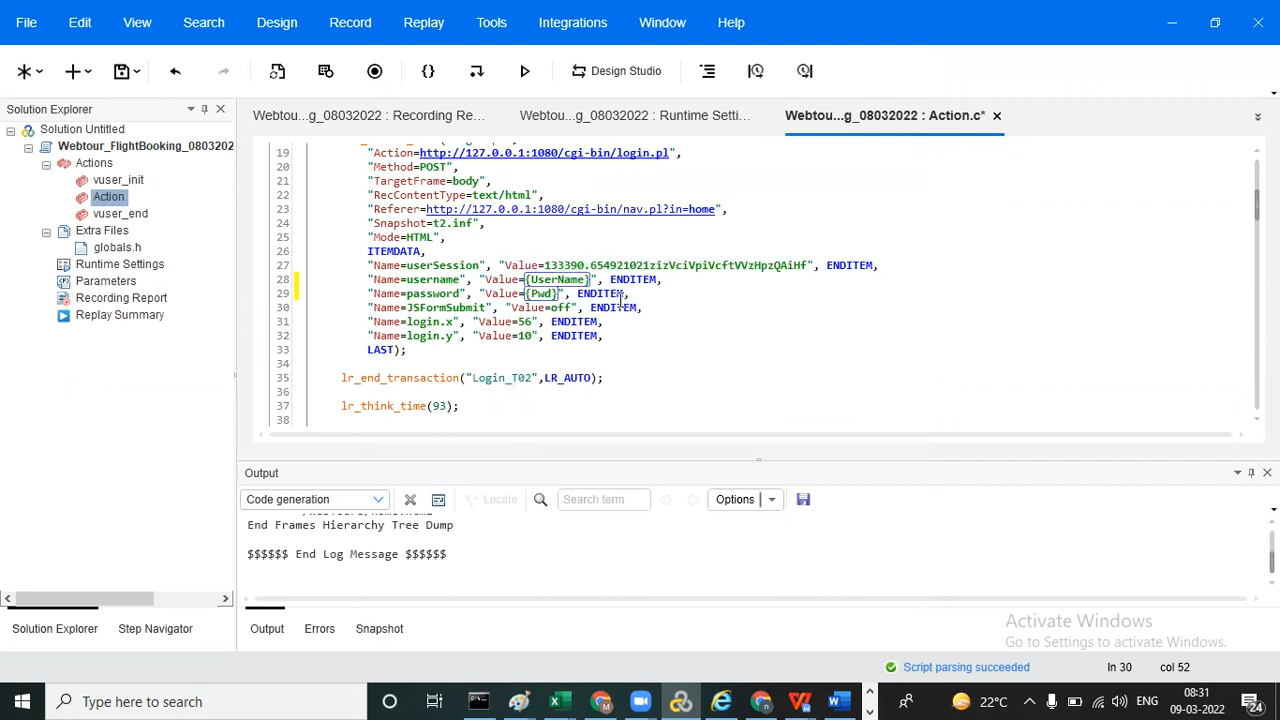 File Edit View Search Design Record Replay Tools Integrations Window Help
Design Studio
Solution Explorer
Webtou...g_08032022 : Recording Re... Webtou...g_08032022 : Runtime Setti... Webtou...g_08032022 : Action.c*
Solution Untitled
Webtour_FlightBooking_0803202
Actions
vuser_init
Action
vuser_end
Extra Files
globals.h
Runtime Settings
Parameters
Recording Report
Replay Summary
19 "Action=http://127.0.0.1:1080/cgi-bin/login.pl",
20 "Method=POST",
21 "TargetFrame=body",
22 "RecContentType=text/html",
23 "Referer=http://127.0.0.1:1080/cgi-bin/nav.pl?in=home",
24 "Snapshot=t2.inf",
25 "Mode=HTML",
26 ITEMDATA,
27 "Name=userSession", "Value=133390.654921021zizVciVpiVcftVVzHpzQAiHf", ENDITEM,
28 "Name=username", "Value={UserName}", ENDITEM,
29 "Name=password", "Value={Pwd}", ENDITEM,
30 "Name=JSFormSubmit", "Value=off", ENDITEM,
31 "Name=login.x", "Value=56", ENDITEM,
32 "Name=login.y", "Value=10", ENDITEM,
33 LAST);
34
35 lr_end_transaction("Login_T02",LR_AUTO);
36
37 lr_think_time(93);
38
Output
Code generation Locate Search term Options
End Frames Hierarchy Tree Dump
$$$$$$ End Log Message $$$$$$
Solution Explorer Step Navigator Output Errors Snapshot
Activate Windows
Go to Settings to activate Windows.
Script parsing succeeded ln 30 col 52
Type here to search
22°C ENG 08:31
09-03-2022 24